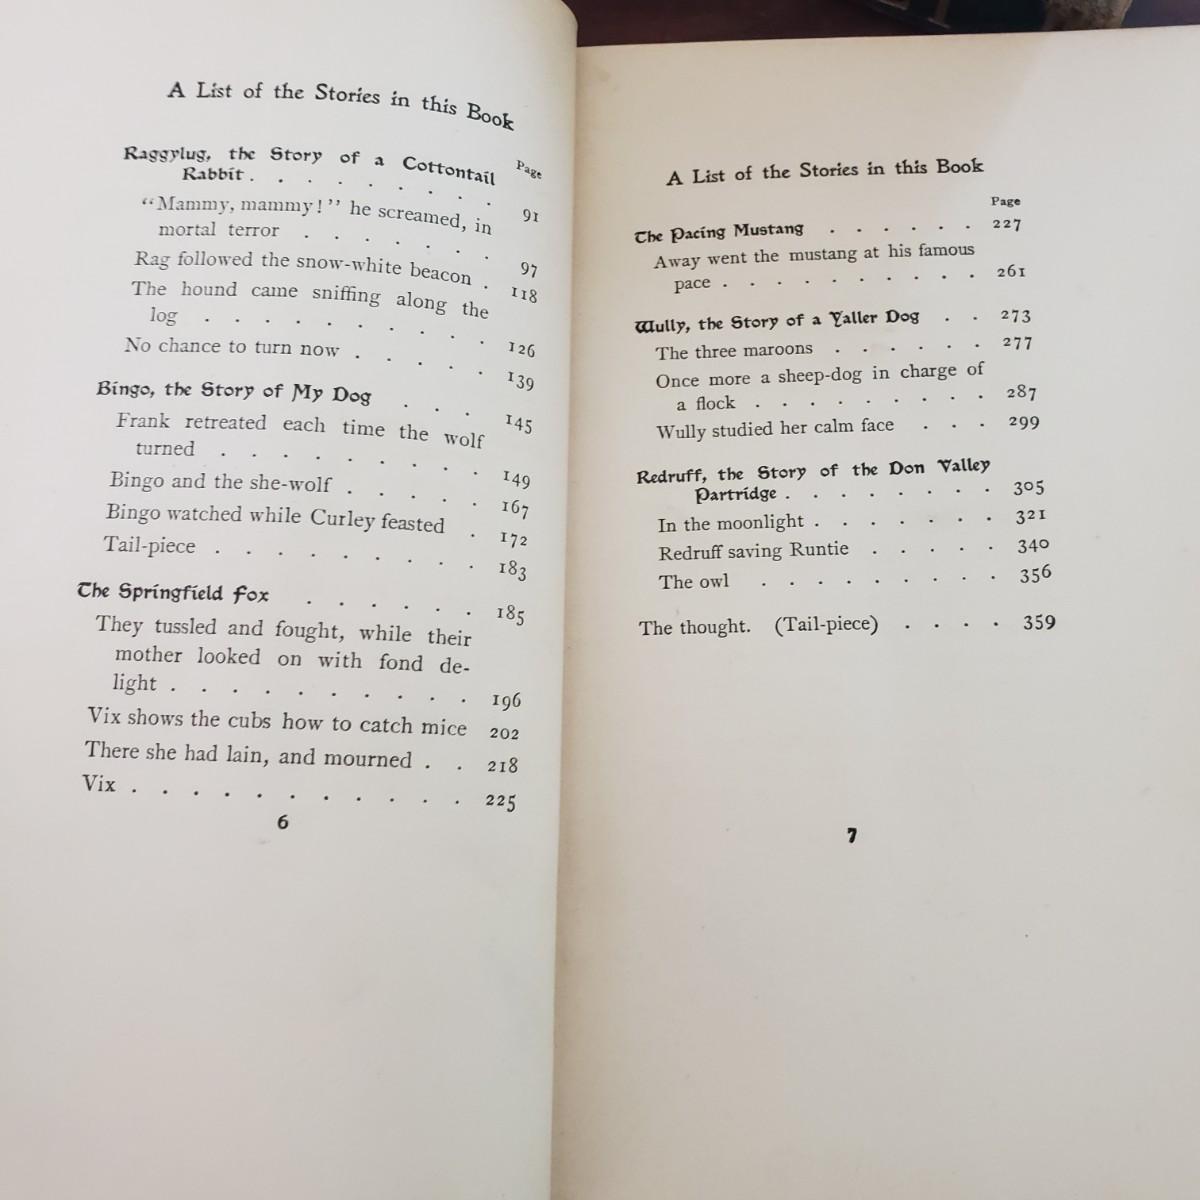 A List of the Stories in this Book
Page
Raggylug, the Story of a Cottontail
Rabbit . . . . . . . . . 91
"Mammy, mammy!" he screamed, in
mortal terror . . . . . . 97
Rag followed the snow-white beacon . 118
The hound came sniffing along the
log . . . . . . . . . . 126
No chance to turn now . . . . . 139
Bingo, the Story of My Dog . . . 145
Frank retreated each time the wolf
turned . . . . . . . . . 149
Bingo and the she-wolf . . . . . 167
Bingo watched while Curley feasted . 172
Tail-piece . . . . . . . . . 183
The Springfield Fox . . . . . . 185
They tussled and fought, while their
mother looked on with fond de-
light . . . . . . . . . . 196
Vix shows the cubs how to catch mice 202
There she had lain, and mourned . . 218
Vix . . . . . . . . . . . 225
6
A List of the Stories in this Book
Page
The Pacing Mustang . . . . . . 227
Away went the mustang at his famous
pace . . . . . . . . . 261
Wully, the Story of a Yaller Dog . . 273
The three maroons . . . . . . 277
Once more a sheep-dog in charge of
a flock . . . . . . . . . 287
Wully studied her calm face . . . 299
Redruff, the Story of the Don Valley
Partridge . . . . . . . . 305
In the moonlight . . . . . . . 321
Redruff saving Runtie . . . . . 340
The owl . . . . . . . . . 356
The thought. (Tail-piece) . . . . 359
7